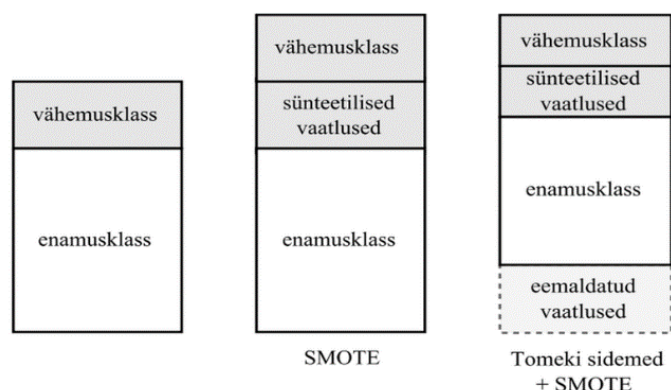 vähemusklass
enamusklass
vähemusklass
sünteetilised
vaatlused
enamusklass
SMOTE
vähemusklass
sünteetilised
vaatlused
enamusklass
eemaldatud
vaatlused
Tomeki sidemed
+ SMOTE